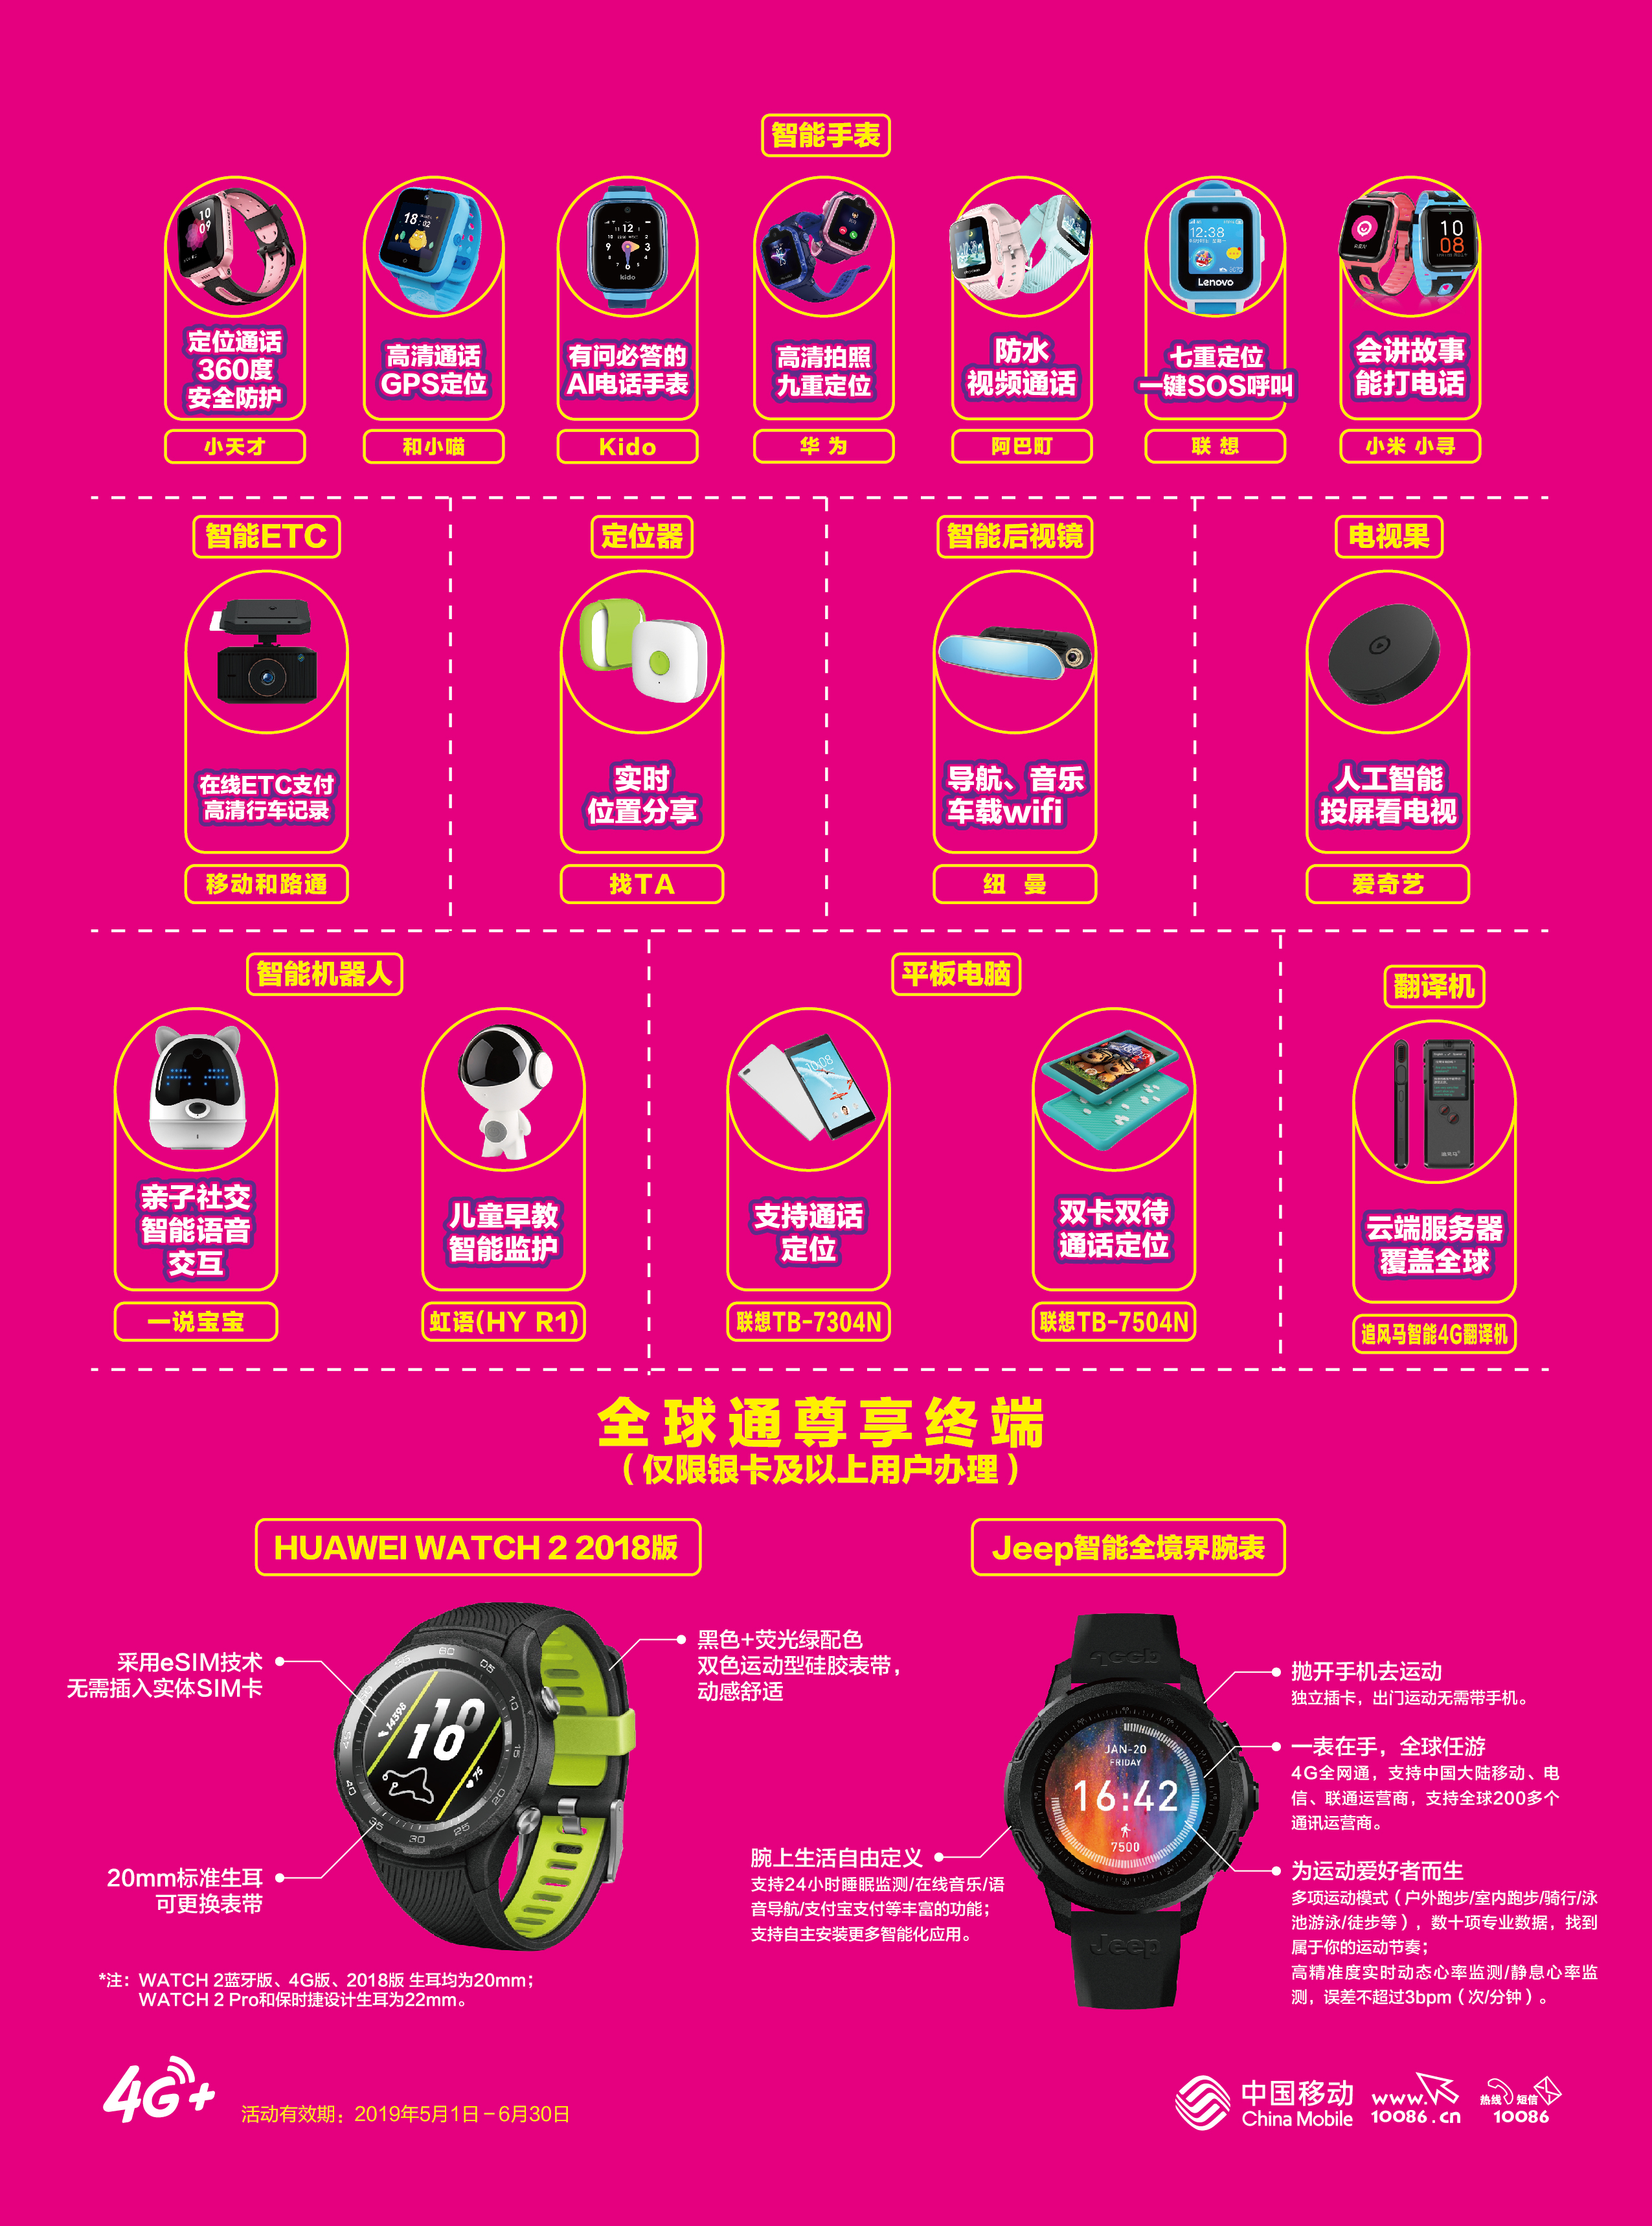 智能手表
10
09
18:02
12
9
3
6
kido
12:38
Lenovo
10
08
定位通话
360度
安全防护
高清通话
GPS定位
有问必答的
AI电话手表
高清拍照
九重定位
防水
视频通话
七重定位
一键SOS呼叫
会讲故事
能打电话
小天才
和小喵
Kido
华 为
阿巴町
联 想
小米 小寻
智能ETC
定位器
智能后视镜
电视果
在线ETC支付
高清行车记录
实时
位置分享
导航、音乐
车载wifi
人工智能
投屏看电视
移动和路通
找TA
纽 曼
爱奇艺
智能机器人
平板电脑
翻译机
亲子社交
智能语音
交互
儿童早教
智能监护
支持通话
定位
双卡双待
通话定位
云端服务器
覆盖全球
一说宝宝
虹语(HY R1)
联想TB-7304N
联想TB-7504N
追风马智能4G翻译机
全球通尊享终端
（仅限银卡及以上用户办理）
HUAWEI WATCH 2 2018版
Jeep智能全境界腕表
采用eSIM技术
无需插入实体SIM卡
黑色+荧光绿配色
双色运动型硅胶表带，
动感舒适
20mm标准生耳
可更换表带
60
05
10
15
20
25
30
35
40
14398
10
10
75
*注：WATCH 2蓝牙版、4G版、2018版 生耳均为20mm；
WATCH 2 Pro和保时捷设计生耳为22mm。
Jeep
JAN-20
FRIDAY
16:42
7500
Jeep
抛开手机去运动
独立插卡，出门运动无需带手机。
一表在手，全球任游
4G全网通，支持中国大陆移动、电
信、联通运营商，支持全球200多个
通讯运营商。
腕上生活自由定义
支持24小时睡眠监测/在线音乐/语
音导航/支付宝支付等丰富的功能；
支持自主安装更多智能化应用。
为运动爱好者而生
多项运动模式（户外跑步/室内跑步/骑行/泳
池游泳/徒步等），数十项专业数据，找到
属于你的运动节奏；
高精准度实时动态心率监测/静息心率监
测，误差不超过3bpm（次/分钟）。
4G+
活动有效期：2019年5月1日－6月30日
中国移动
China Mobile
www.
10086.cn
热线 短信
10086